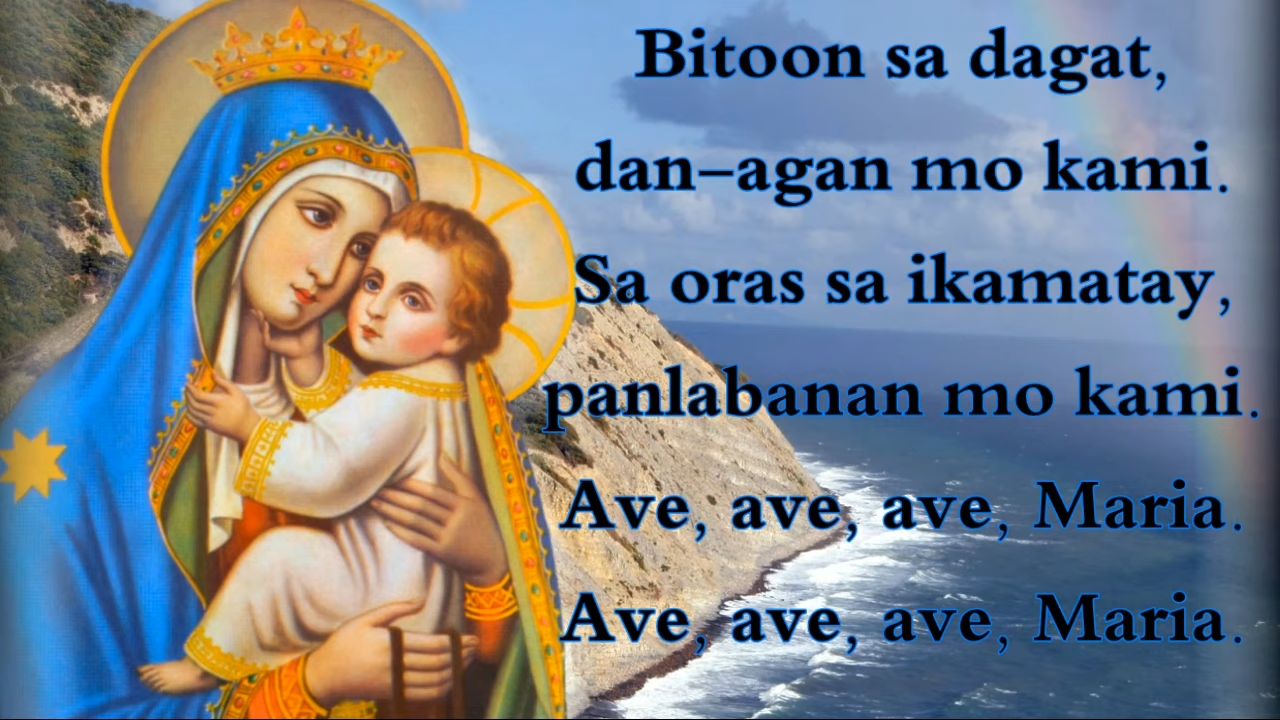 Bitoon sa dagat,
dan–agan mo kami.
Sa oras sa ikamatay,
panlabanan mo kami.
Ave, ave, ave, Maria.
Ave, ave, ave, Maria.